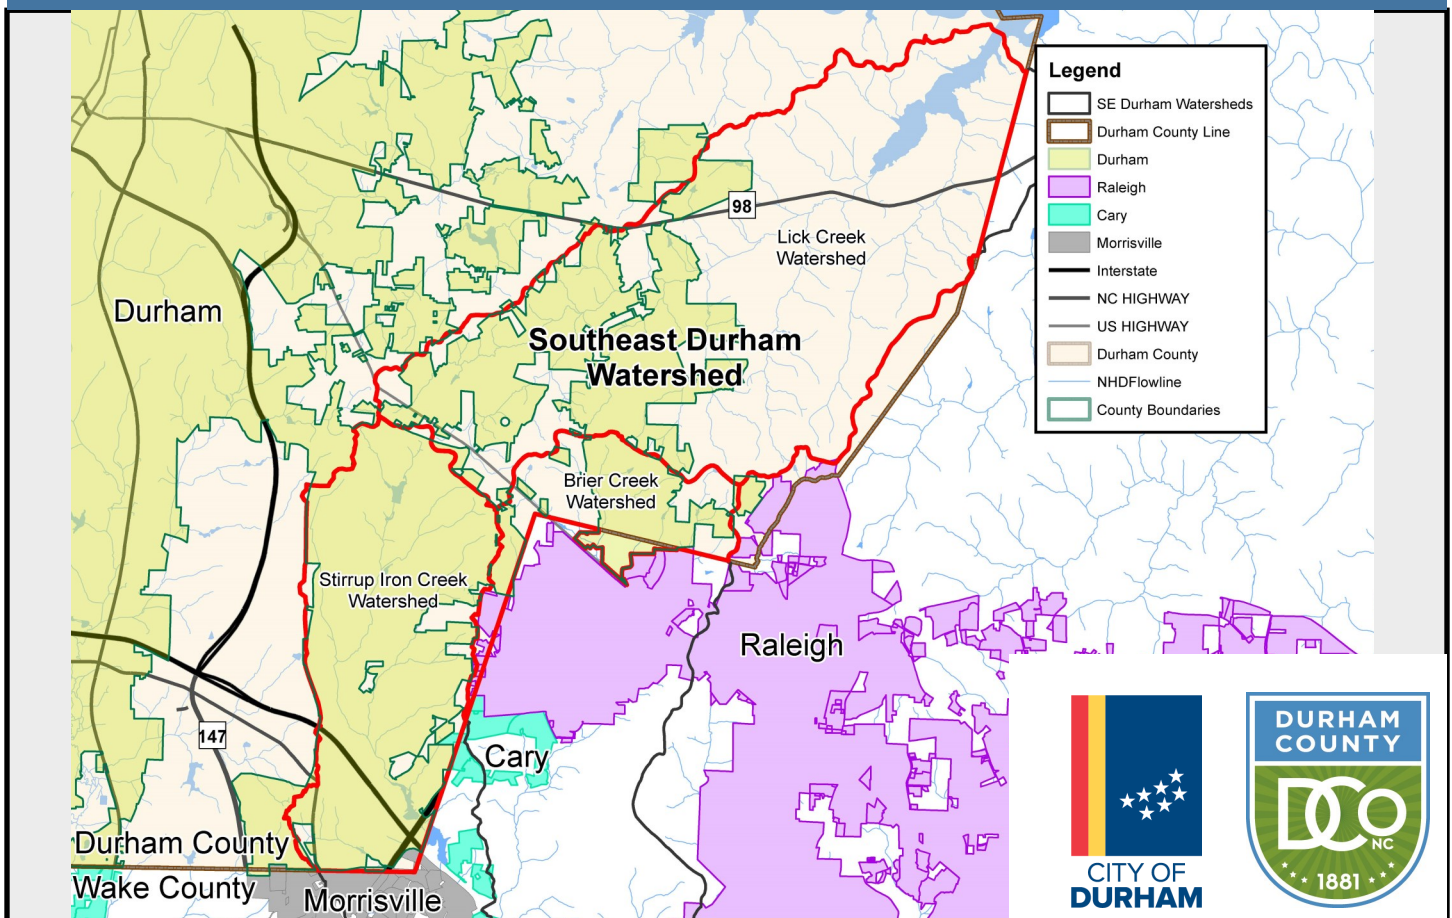 Legend
SE Durham Watersheds
Durham County Line
Durham
Raleigh
Cary
Morrisville
Interstate
NC HIGHWAY
US HIGHWAY
Durham County
NHDFlowline
County Boundaries
98
Lick Creek
Watershed
Durham
Southeast Durham
Watershed
Brier Creek
Watershed
Stirrup Iron Creek
Watershed
Raleigh
147
Cary
Durham County
Wake County
Morrisville
CITY OF
DURHAM
DURHAM
COUNTY
DCO
NC
1881